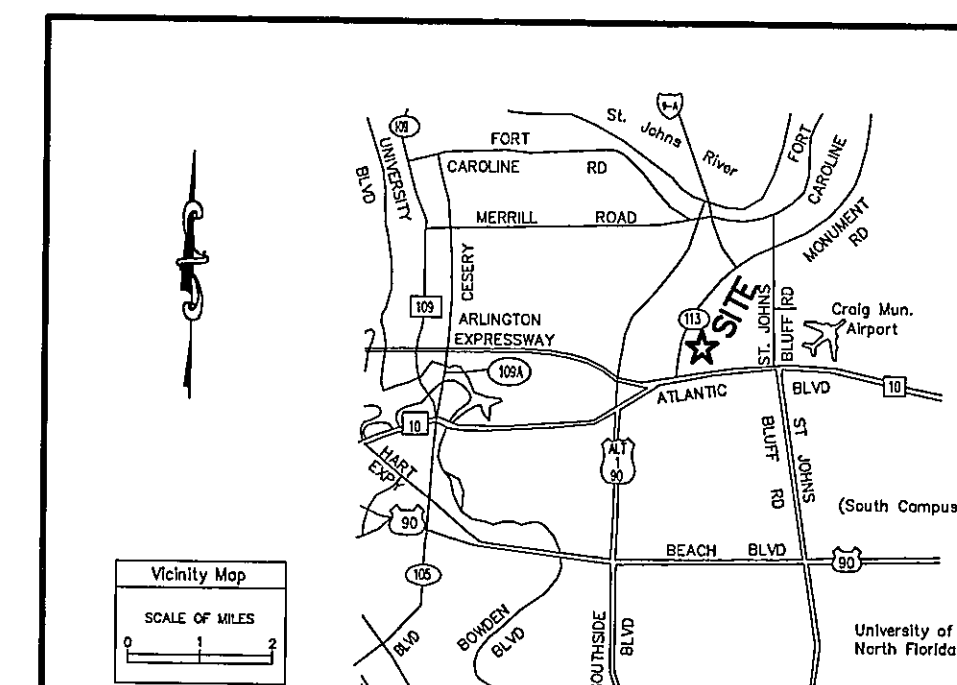 9-A
St. Johns River
109
UNIVERSITY
BLVD
FORT
CAROLINE RD
FORT
CAROLINE
MERRILL ROAD
MONUMENT
RD
CESERY
109
ARLINGTON
EXPRESSWAY
113
SITE
ST. JOHNS
BLUFF RD
Craig Mun.
Airport
109A
ATLANTIC BLVD
10
10
HART
EXPY
ALT
1
90
ST JOHNS
BLUFF RD
(South Campus
90
BEACH BLVD
90
Vicinity Map
SCALE OF MILES
0 1 2
105
BLVD
BOWDEN
BLVD
SOUTHSIDE
BLVD
University of
North Florida